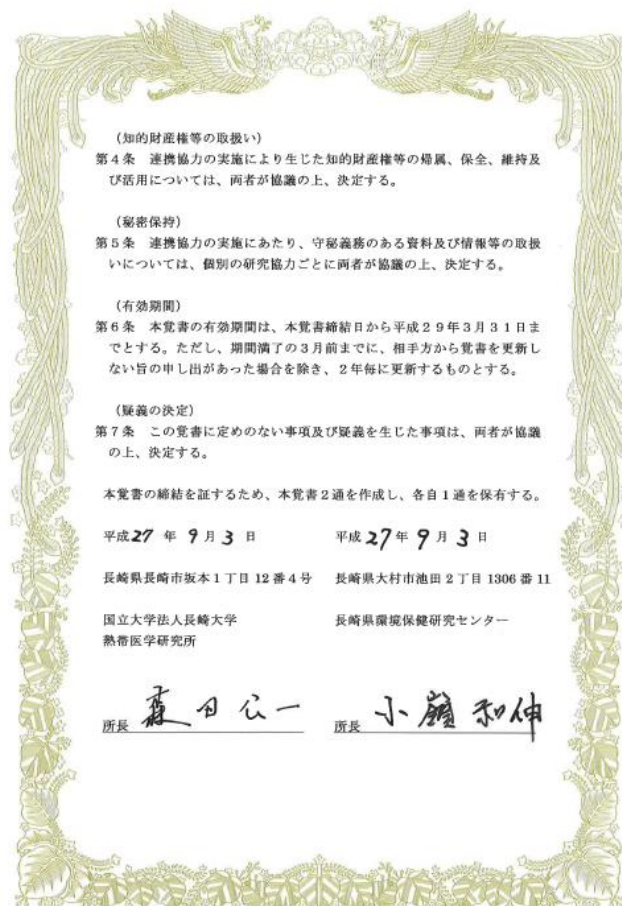 (知的財産権等の取扱い)
第4条 連携協力の実施により生じた知的財産権等の帰属、保全、維持及
び活用については、両者が協議の上、決定する。
(秘密保持)
第5条 連携協力の実施にあたり、守秘義務のある資料及び情報等の取扱
いについては、個別の研究協力ごとに両者が協議の上、決定する。
(有効期間)
第6条 本覚書の有効期間は、本覚書締結日から平成29年3月31日ま
でとする。ただし、期間満了の3月前までに、相手方から覚書を更新し
ない旨の申し出があった場合を除き、2年毎に更新するものとする。
(疑義の決定)
第7条 この覚書に定めのない事項及び疑義を生じた事項は、両者が協議
の上、決定する。
本覚書の締結を証するため、本覚書2通を作成し、各自1通を保有する。
平成27年9月3日 平成27年9月3日
長崎県長崎市坂本1丁目12番4号 長崎県大村市池田2丁目1306番11
国立大学法人長崎大学 長崎県環境保健研究センター
熱帯医学研究所
所長 森田公一 所長 小嶺和伸